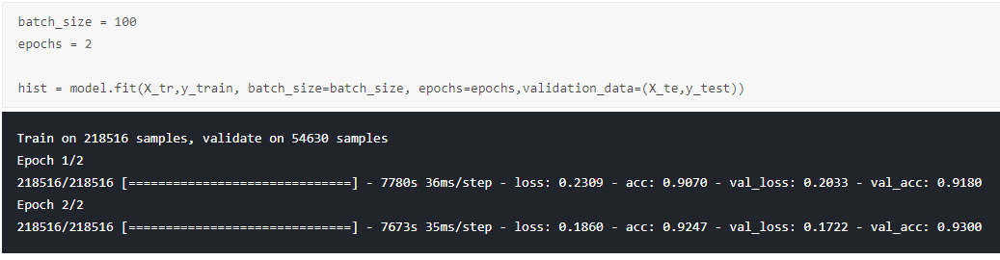 batch_size = 100
epochs = 2
hist = model.fit(X_tr,y_train, batch_size=batch_size, epochs=epochs,validation_data=(X_te,y_test))
Train on 218516 samples, validate on 54630 samples
Epoch 1/2
218516/218516 [==============================] - 7780s 36ms/step - loss: 0.2309 - acc: 0.9070 - val_loss: 0.2033 - val_acc: 0.9180
Epoch 2/2
218516/218516 [==============================] - 7673s 35ms/step - loss: 0.1860 - acc: 0.9247 - val_loss: 0.1722 - val_acc: 0.9300